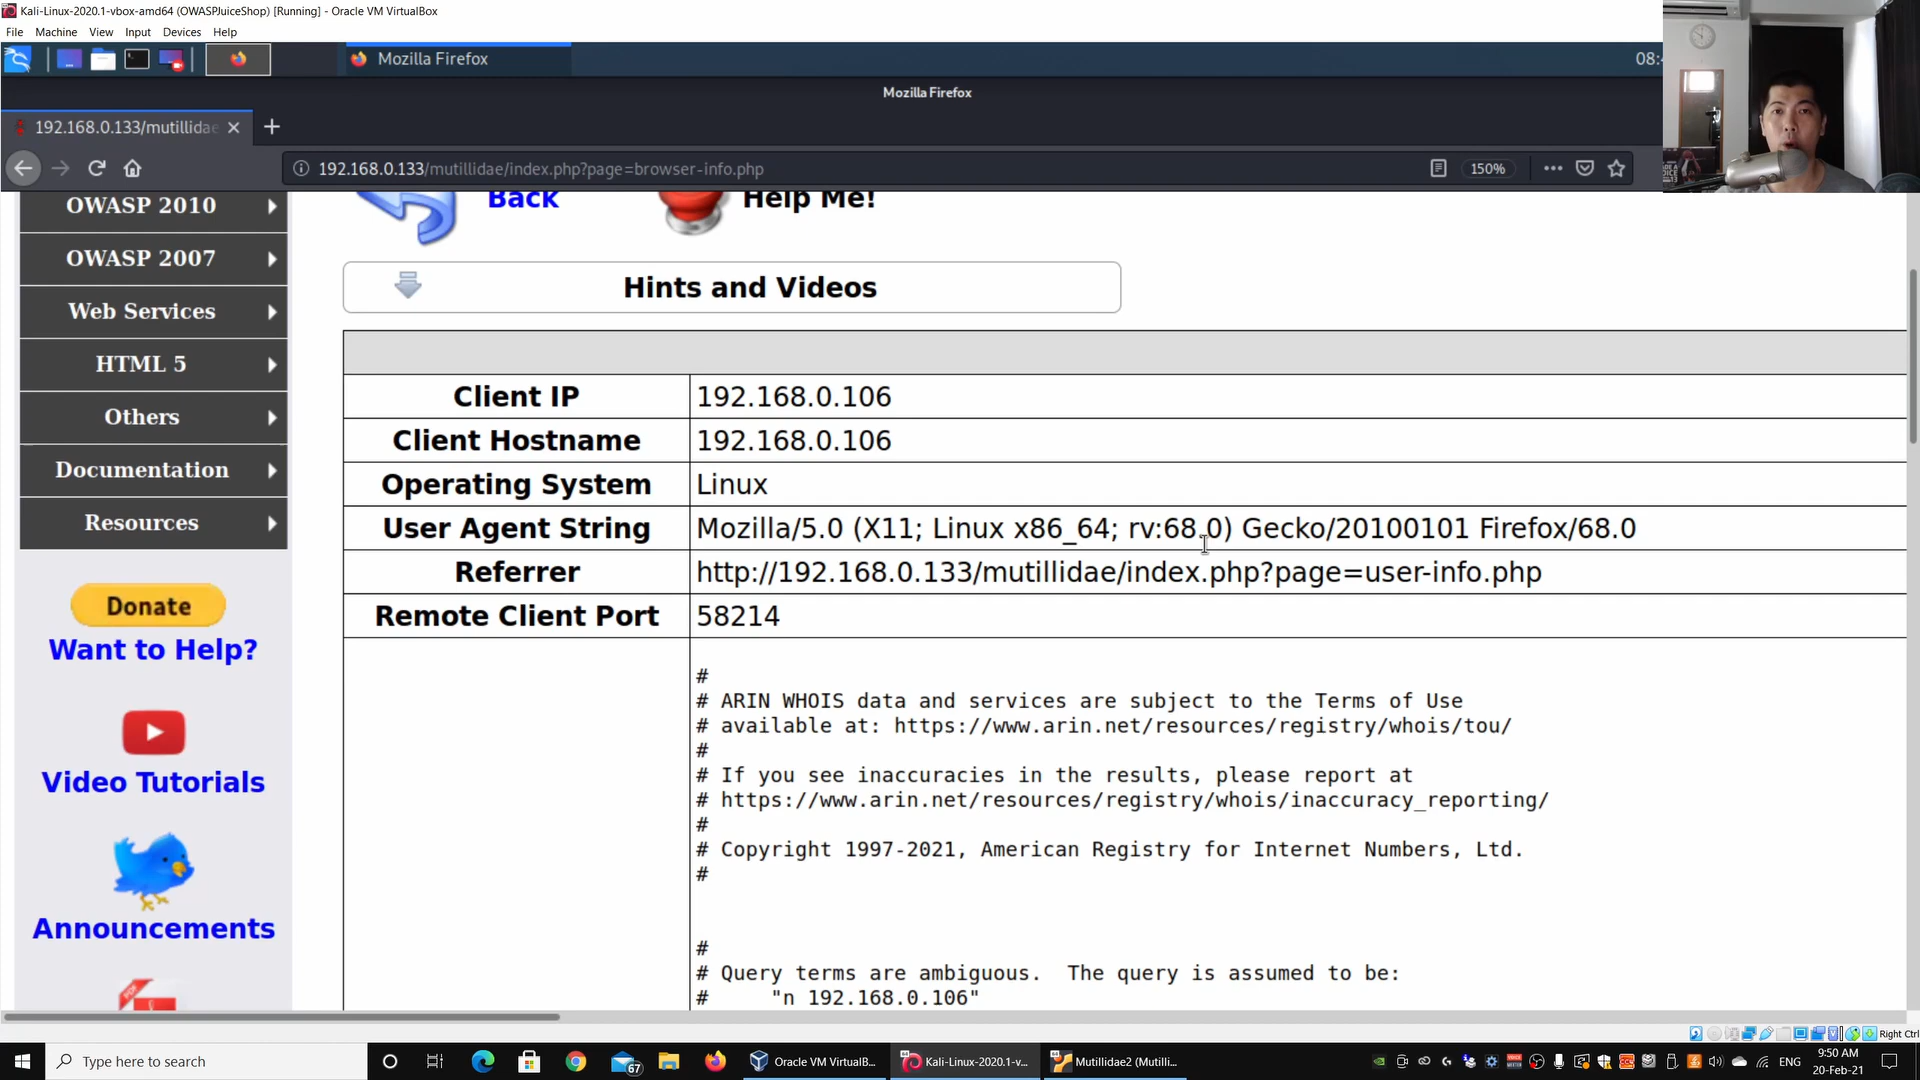 Kali-Linux-2020.1-vbox-amd64 (OWASPJuiceShop) [Running] - Oracle VM VirtualBox
File Machine View Input Devices Help
Mozilla Firefox
Mozilla Firefox
192.168.0.133/mutillidae
192.168.0.133/mutillidae/index.php?page=browser-info.php
150%
OWASP 2010
OWASP 2007
Web Services
HTML 5
Others
Documentation
Resources
Donate
Want to Help?
Video Tutorials
Announcements
Back
Help Me!
Hints and Videos
Client IP 192.168.0.106
Client Hostname 192.168.0.106
Operating System Linux
User Agent String Mozilla/5.0 (X11; Linux x86_64; rv:68.0) Gecko/20100101 Firefox/68.0
Referrer http://192.168.0.133/mutillidae/index.php?page=user-info.php
Remote Client Port 58214
#
# ARIN WHOIS data and services are subject to the Terms of Use
# available at: https://www.arin.net/resources/registry/whois/tou/
#
# If you see inaccuracies in the results, please report at
# https://www.arin.net/resources/registry/whois/inaccuracy_reporting/
#
# Copyright 1997-2021, American Registry for Internet Numbers, Ltd.
#
#
# Query terms are ambiguous. The query is assumed to be:
# "n 192.168.0.106"
Right Ctrl
Type here to search
67
Oracle VM VirtualB...
Kali-Linux-2020.1-v...
Mutillidae2 (Mutilli...
ENG
9:50 AM
20-Feb-21